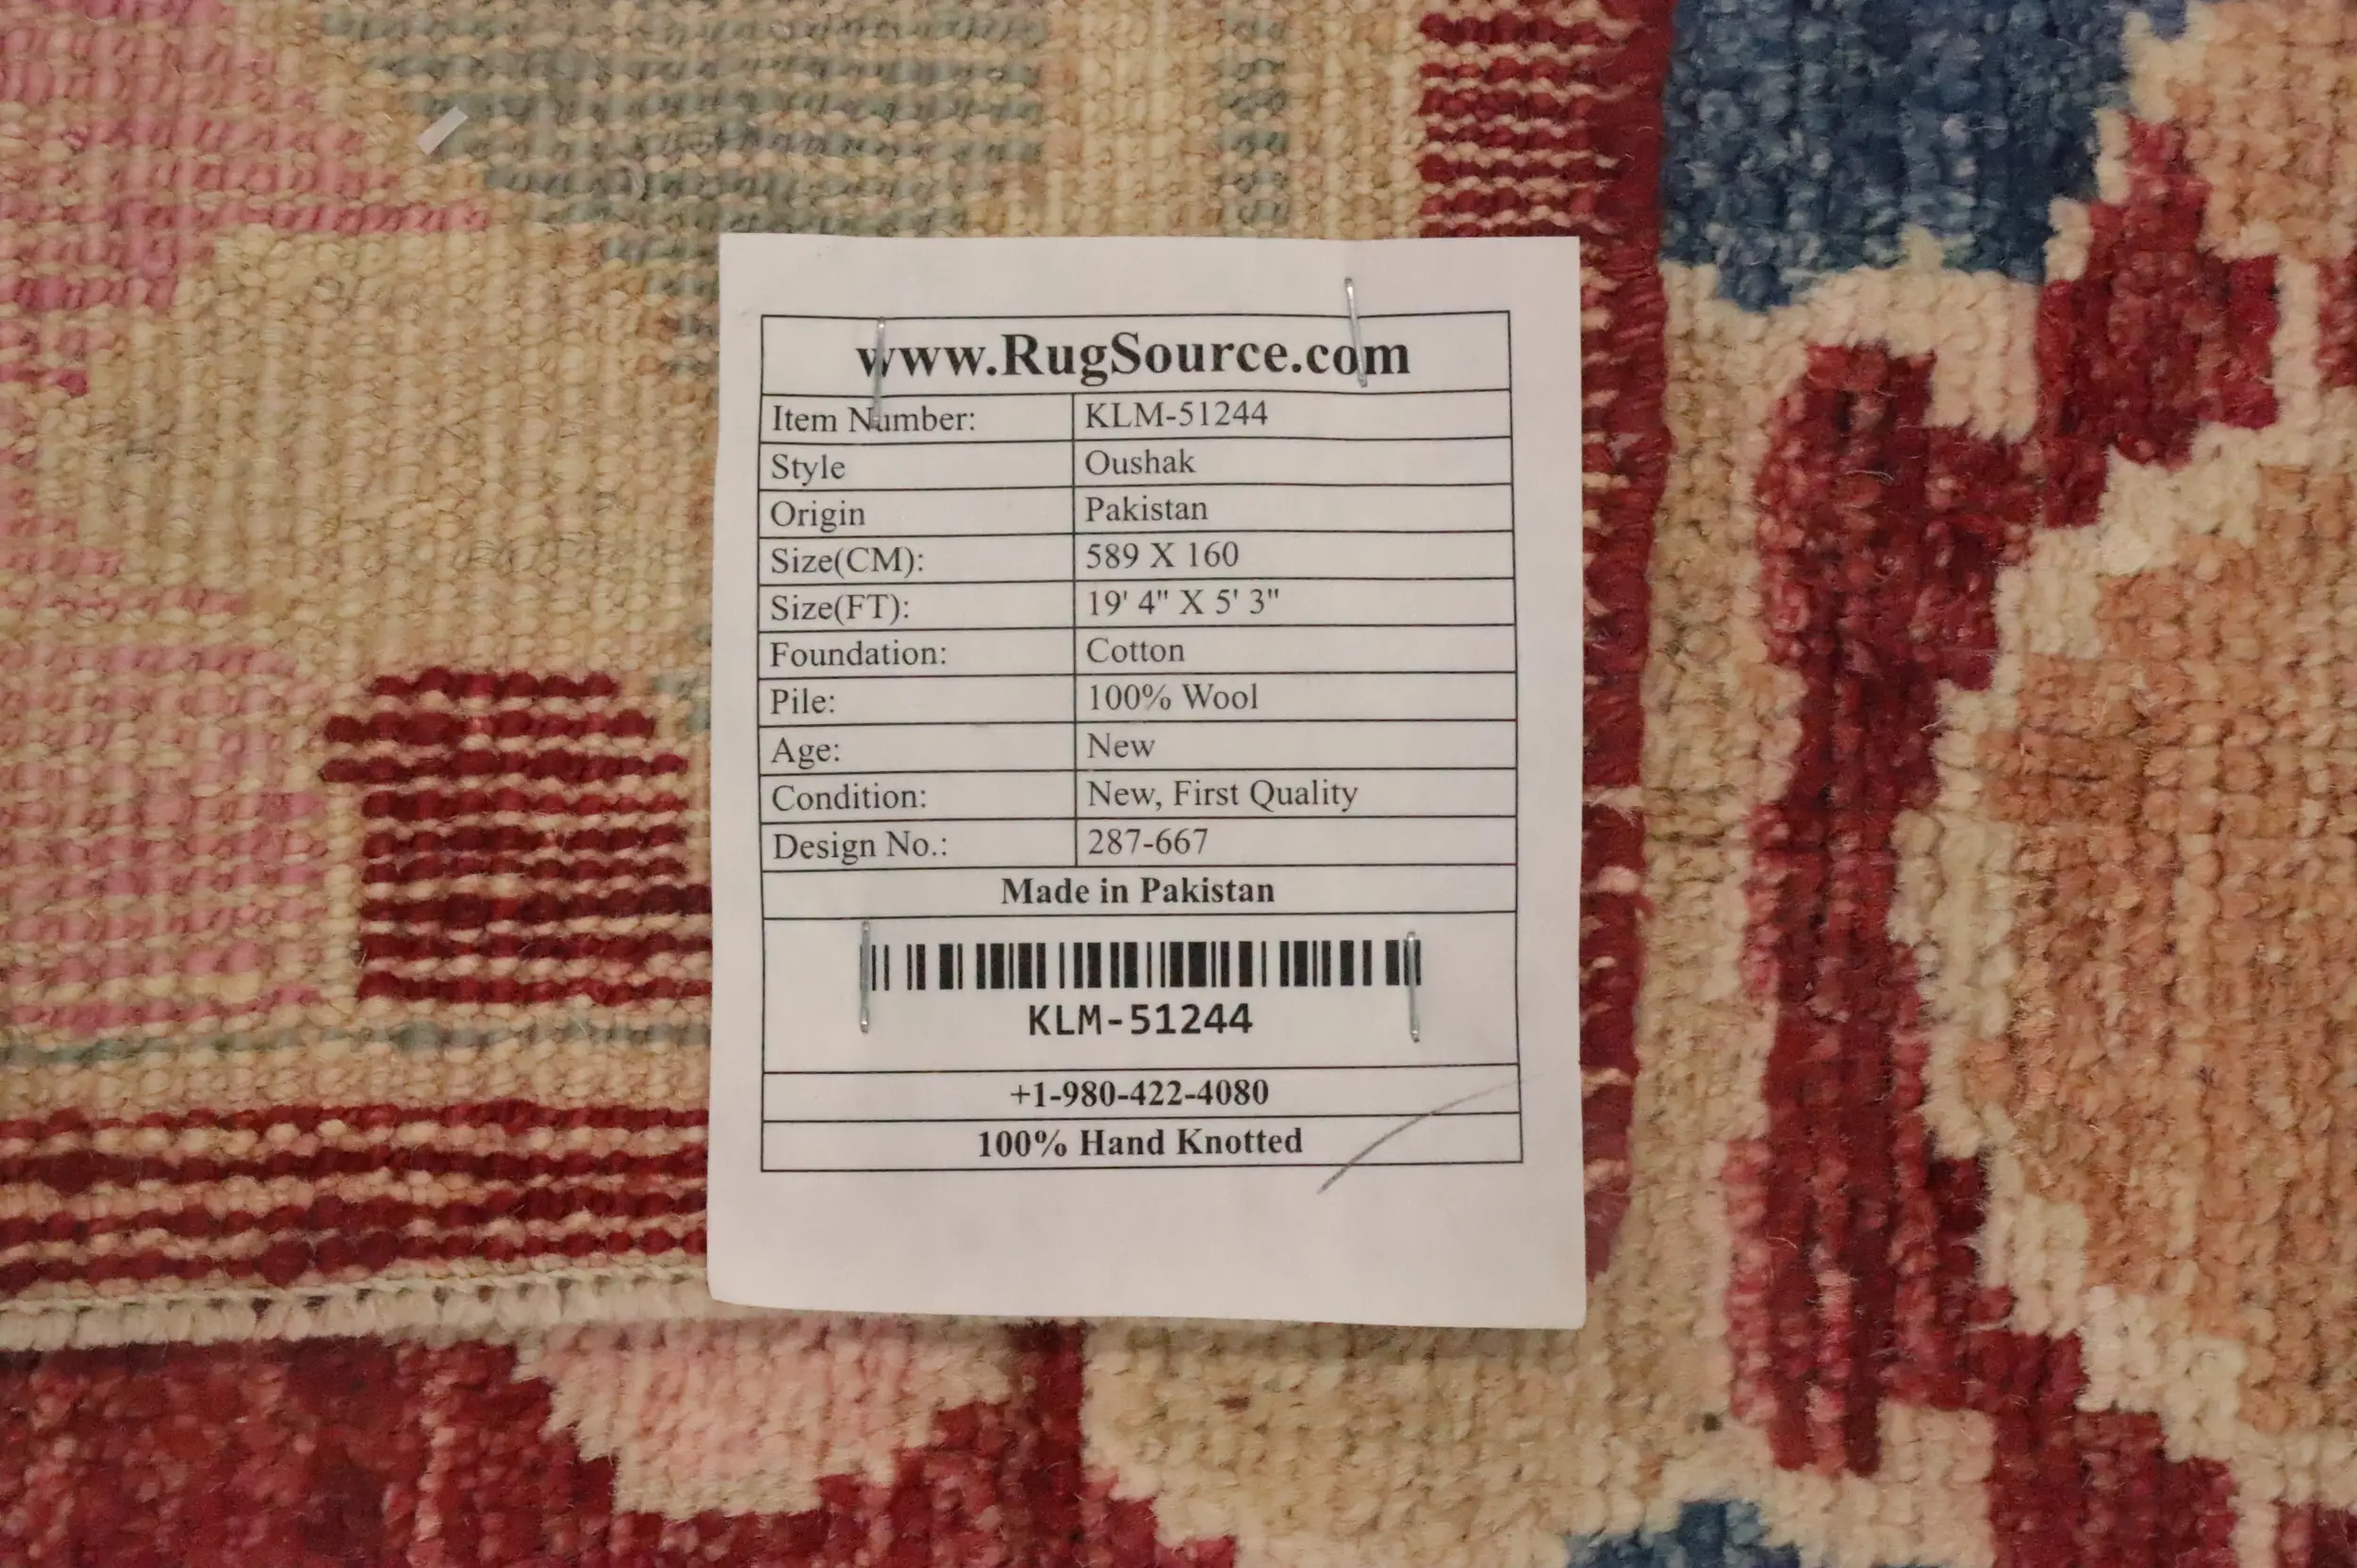 www.RugSource.com
Item Number: KLM-51244
Style Oushak
Origin Pakistan
Size(CM): 589 X 160
Size(FT): 19' 4" X 5' 3"
Foundation: Cotton
Pile: 100% Wool
Age: New
Condition: New, First Quality
Design No.: 287-667
Made in Pakistan
KLM-51244
+1-980-422-4080
100% Hand Knotted